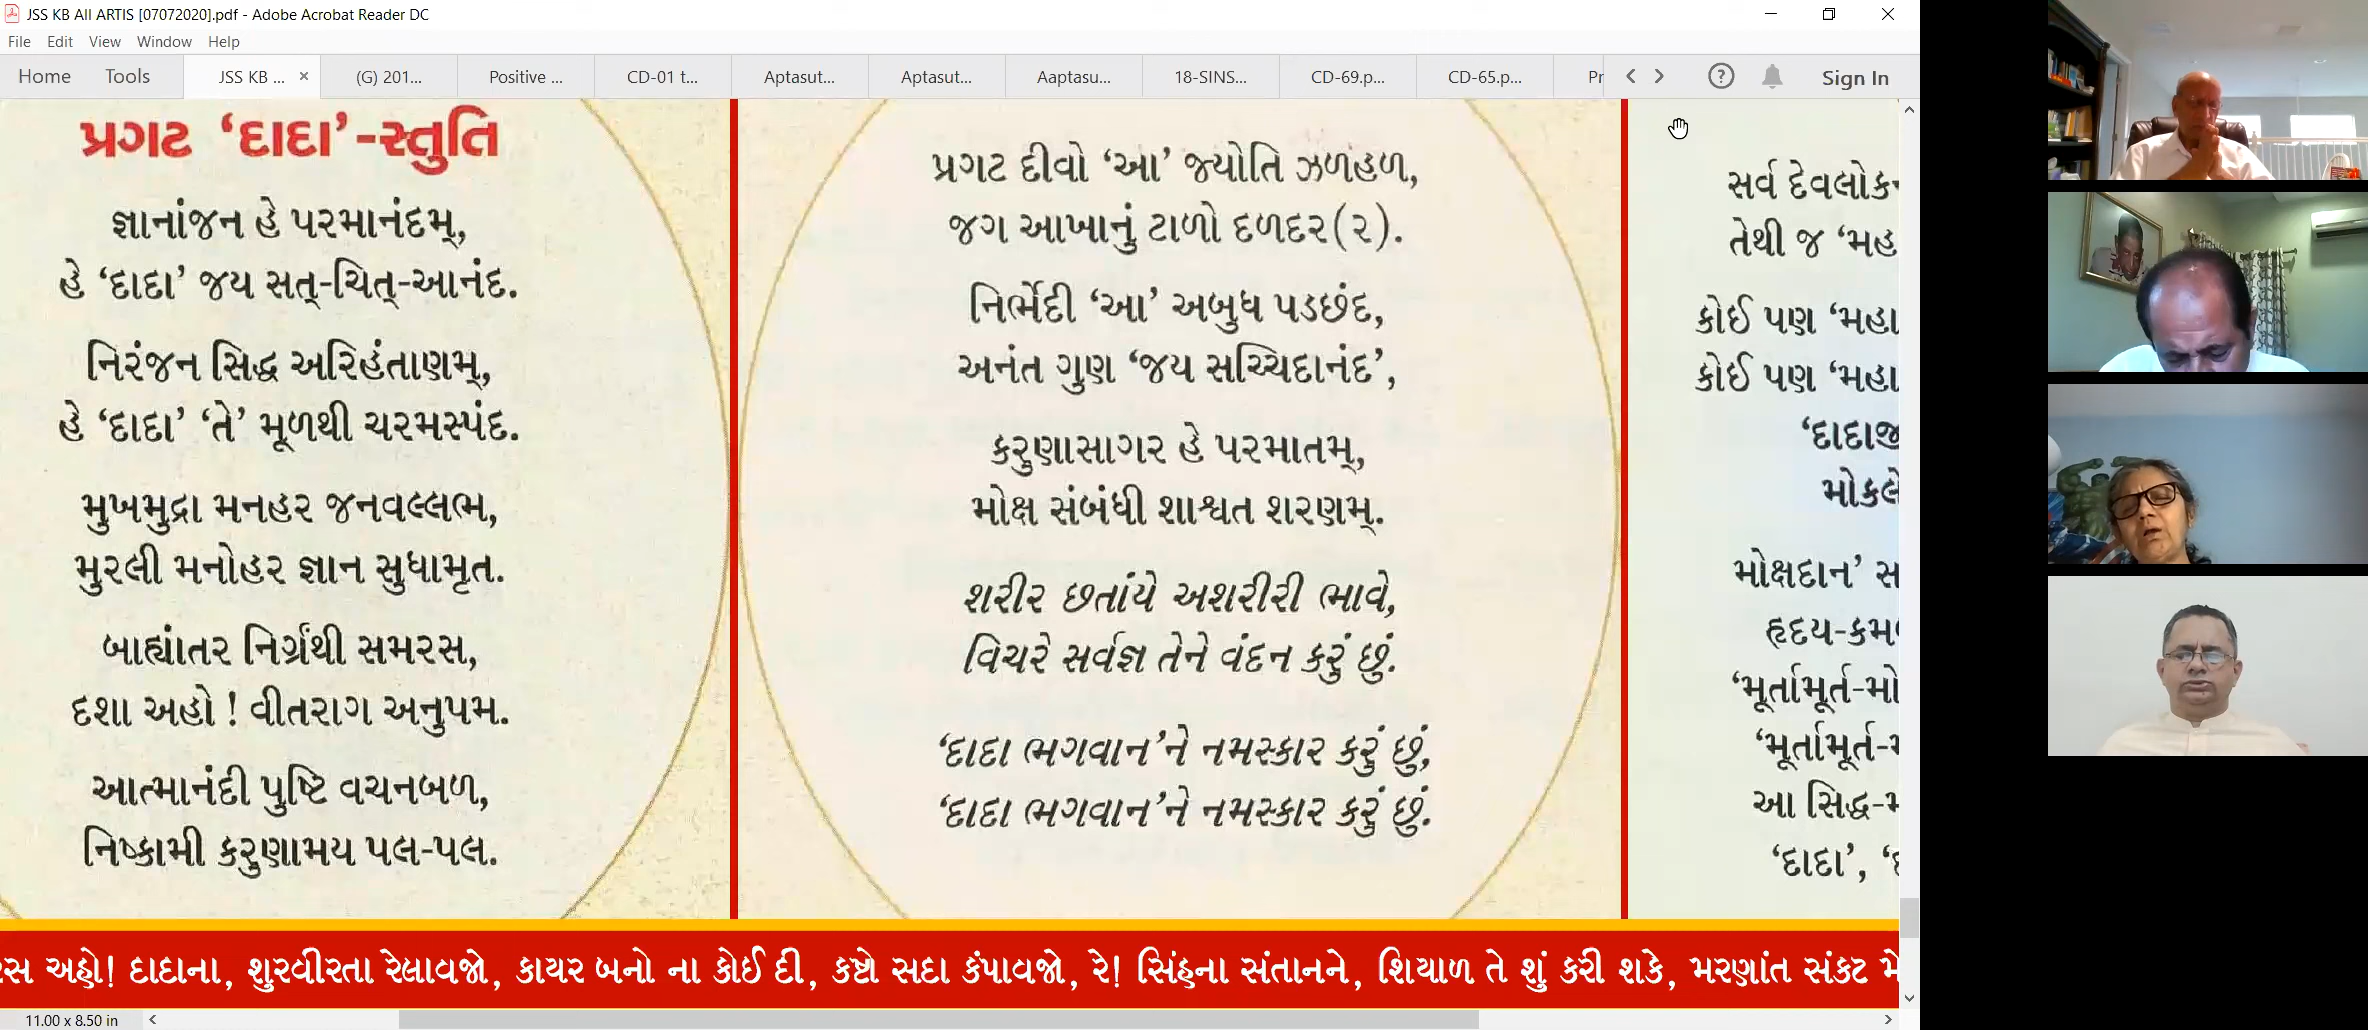 JSS KB All ARTIS [07072020].pdf - Adobe Acrobat Reader DC
File Edit View Window Help
Home Tools JSS KB ... (G) 201... Positive ... CD-01 t... Aptasut... Aptasut... Aaptasu... 18-SINS... CD-69.p... CD-65.p... Pr Sign In
પ્રગટ ‘દાદા’-સ્તુતિ
જ્ઞાનાંજન હે પરમાનંદમ્,
હે ‘દાદા’ જય સત્-ચિત્-આનંદ.
નિરંજન સિદ્ધ અરિહંતાણમ્,
હે ‘દાદા’ ‘તે’ મૂળથી ચરમસ્પંદ.
મુખમુદ્રા મનહર જનવલ્લભ,
મુરલી મનોહર જ્ઞાન સુધામૃત.
બાહ્યાંતર નિર્ગ્રંથી સમરસ,
દશા અહો ! વીતરાગ અનુપમ.
આત્માનંદી પુષ્ટિ વચનબળ,
નિષ્કામી કરુણામય પલ-પલ.
પ્રગટ દીવો ‘આ’ જ્યોતિ ઝળહળ,
જગ આખાનું ટાળો દળદર(૨).
નિર્ભેદી ‘આ’ અબુધ પડછંદ,
અનંત ગુણ ‘જય સચ્ચિદાનંદ’,
કરુણાસાગર હે પરમાતમ્,
મોક્ષ સંબંધી શાશ્વત શરણમ્.
શરીર છતાંયે અશરીરી ભાવે,
વિચરે સર્વજ્ઞ તેને વંદન કરું છું.
‘દાદા ભગવાન’ને નમસ્કાર કરું છું,
‘દાદા ભગવાન’ને નમસ્કાર કરું છું.
સર્વ
તેથી જ
કોઈ પણ
કોઈ પણ
મોક્ષદાન’
આ
‘દાદા’,
અહો! દાદાના, શુરવીરતા રેલાવજો, કાયર બનો ના કોઈ દી, કષ્ટો સદા કંપાવજો, રે! સિંહના સંતાનને, શિયાળ તે શું કરી શકે, મરણાંત સંકટ
11.00 x 8.50 in